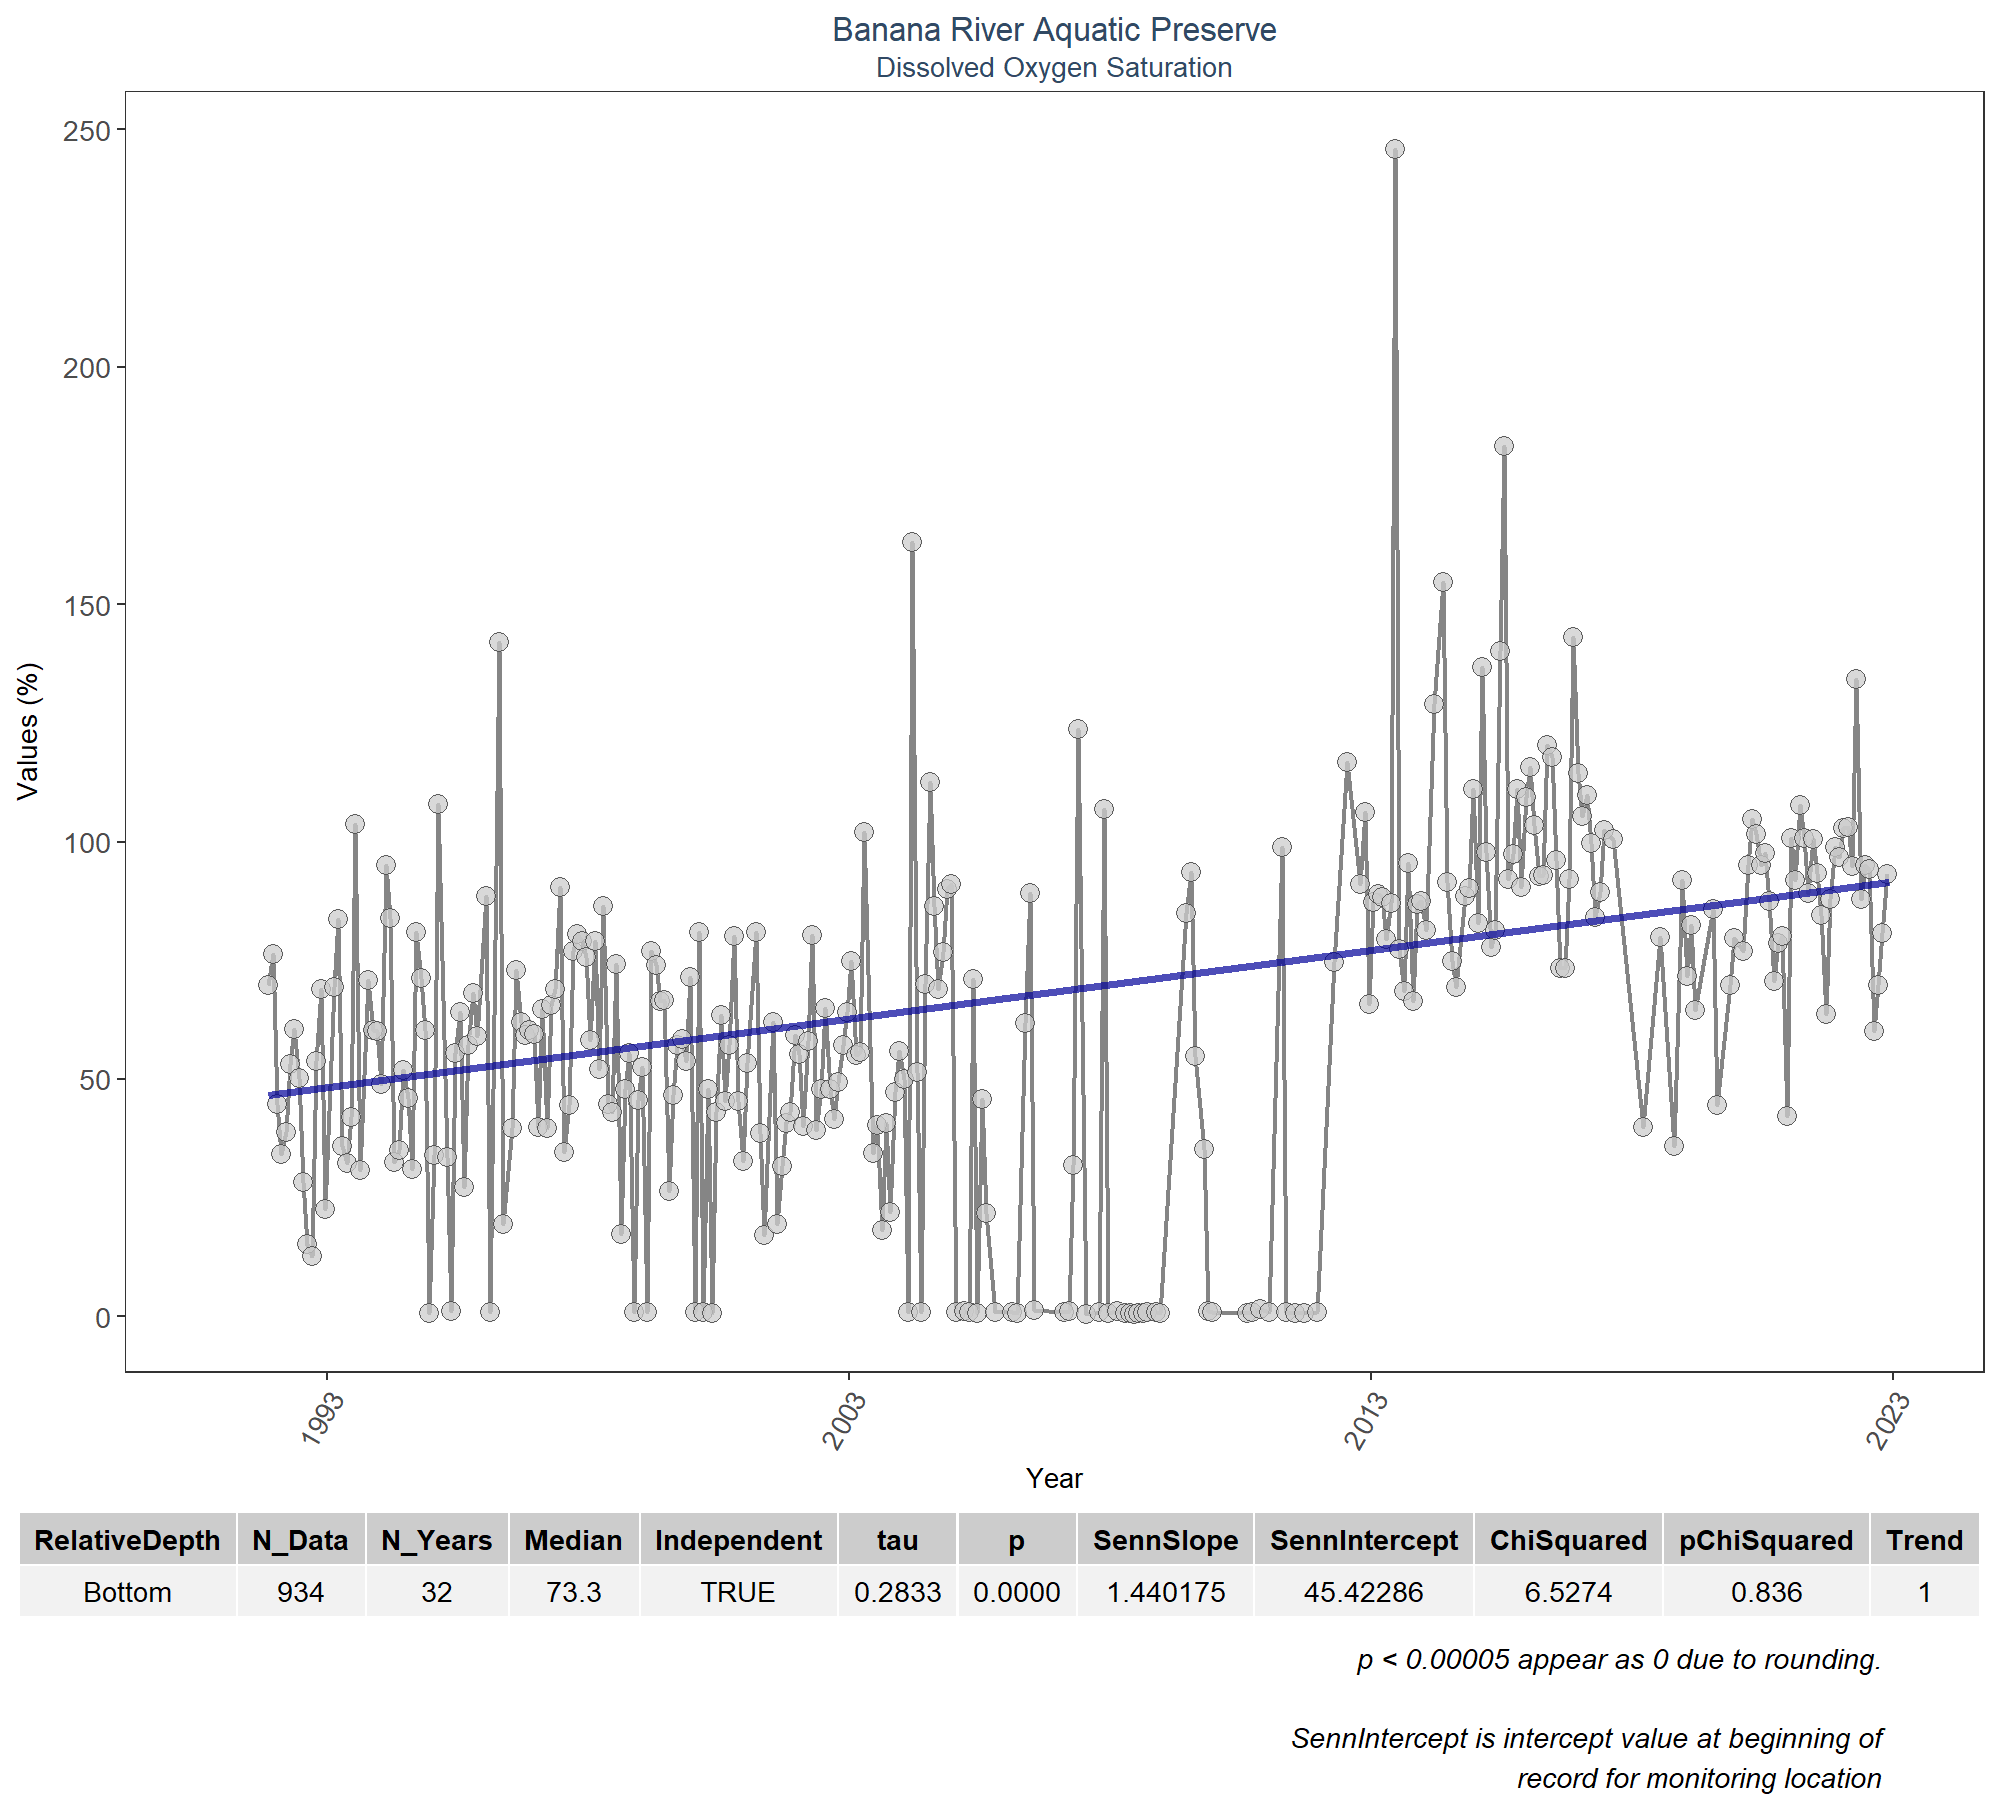 Banana River Aquatic Preserve
Dissolved Oxygen Saturation
Values (%)
250
200
150
100
50
0
1993
2003
2013
2023
Year
RelativeDepth N_Data N_Years Median Independent tau p SennSlope SennIntercept ChiSquared pChiSquared Trend
Bottom 934 32 73.3 TRUE 0.2833 0.0000 1.440175 45.42286 6.5274 0.836 1
p < 0.00005 appear as 0 due to rounding.
SennIntercept is intercept value at beginning of
record for monitoring location